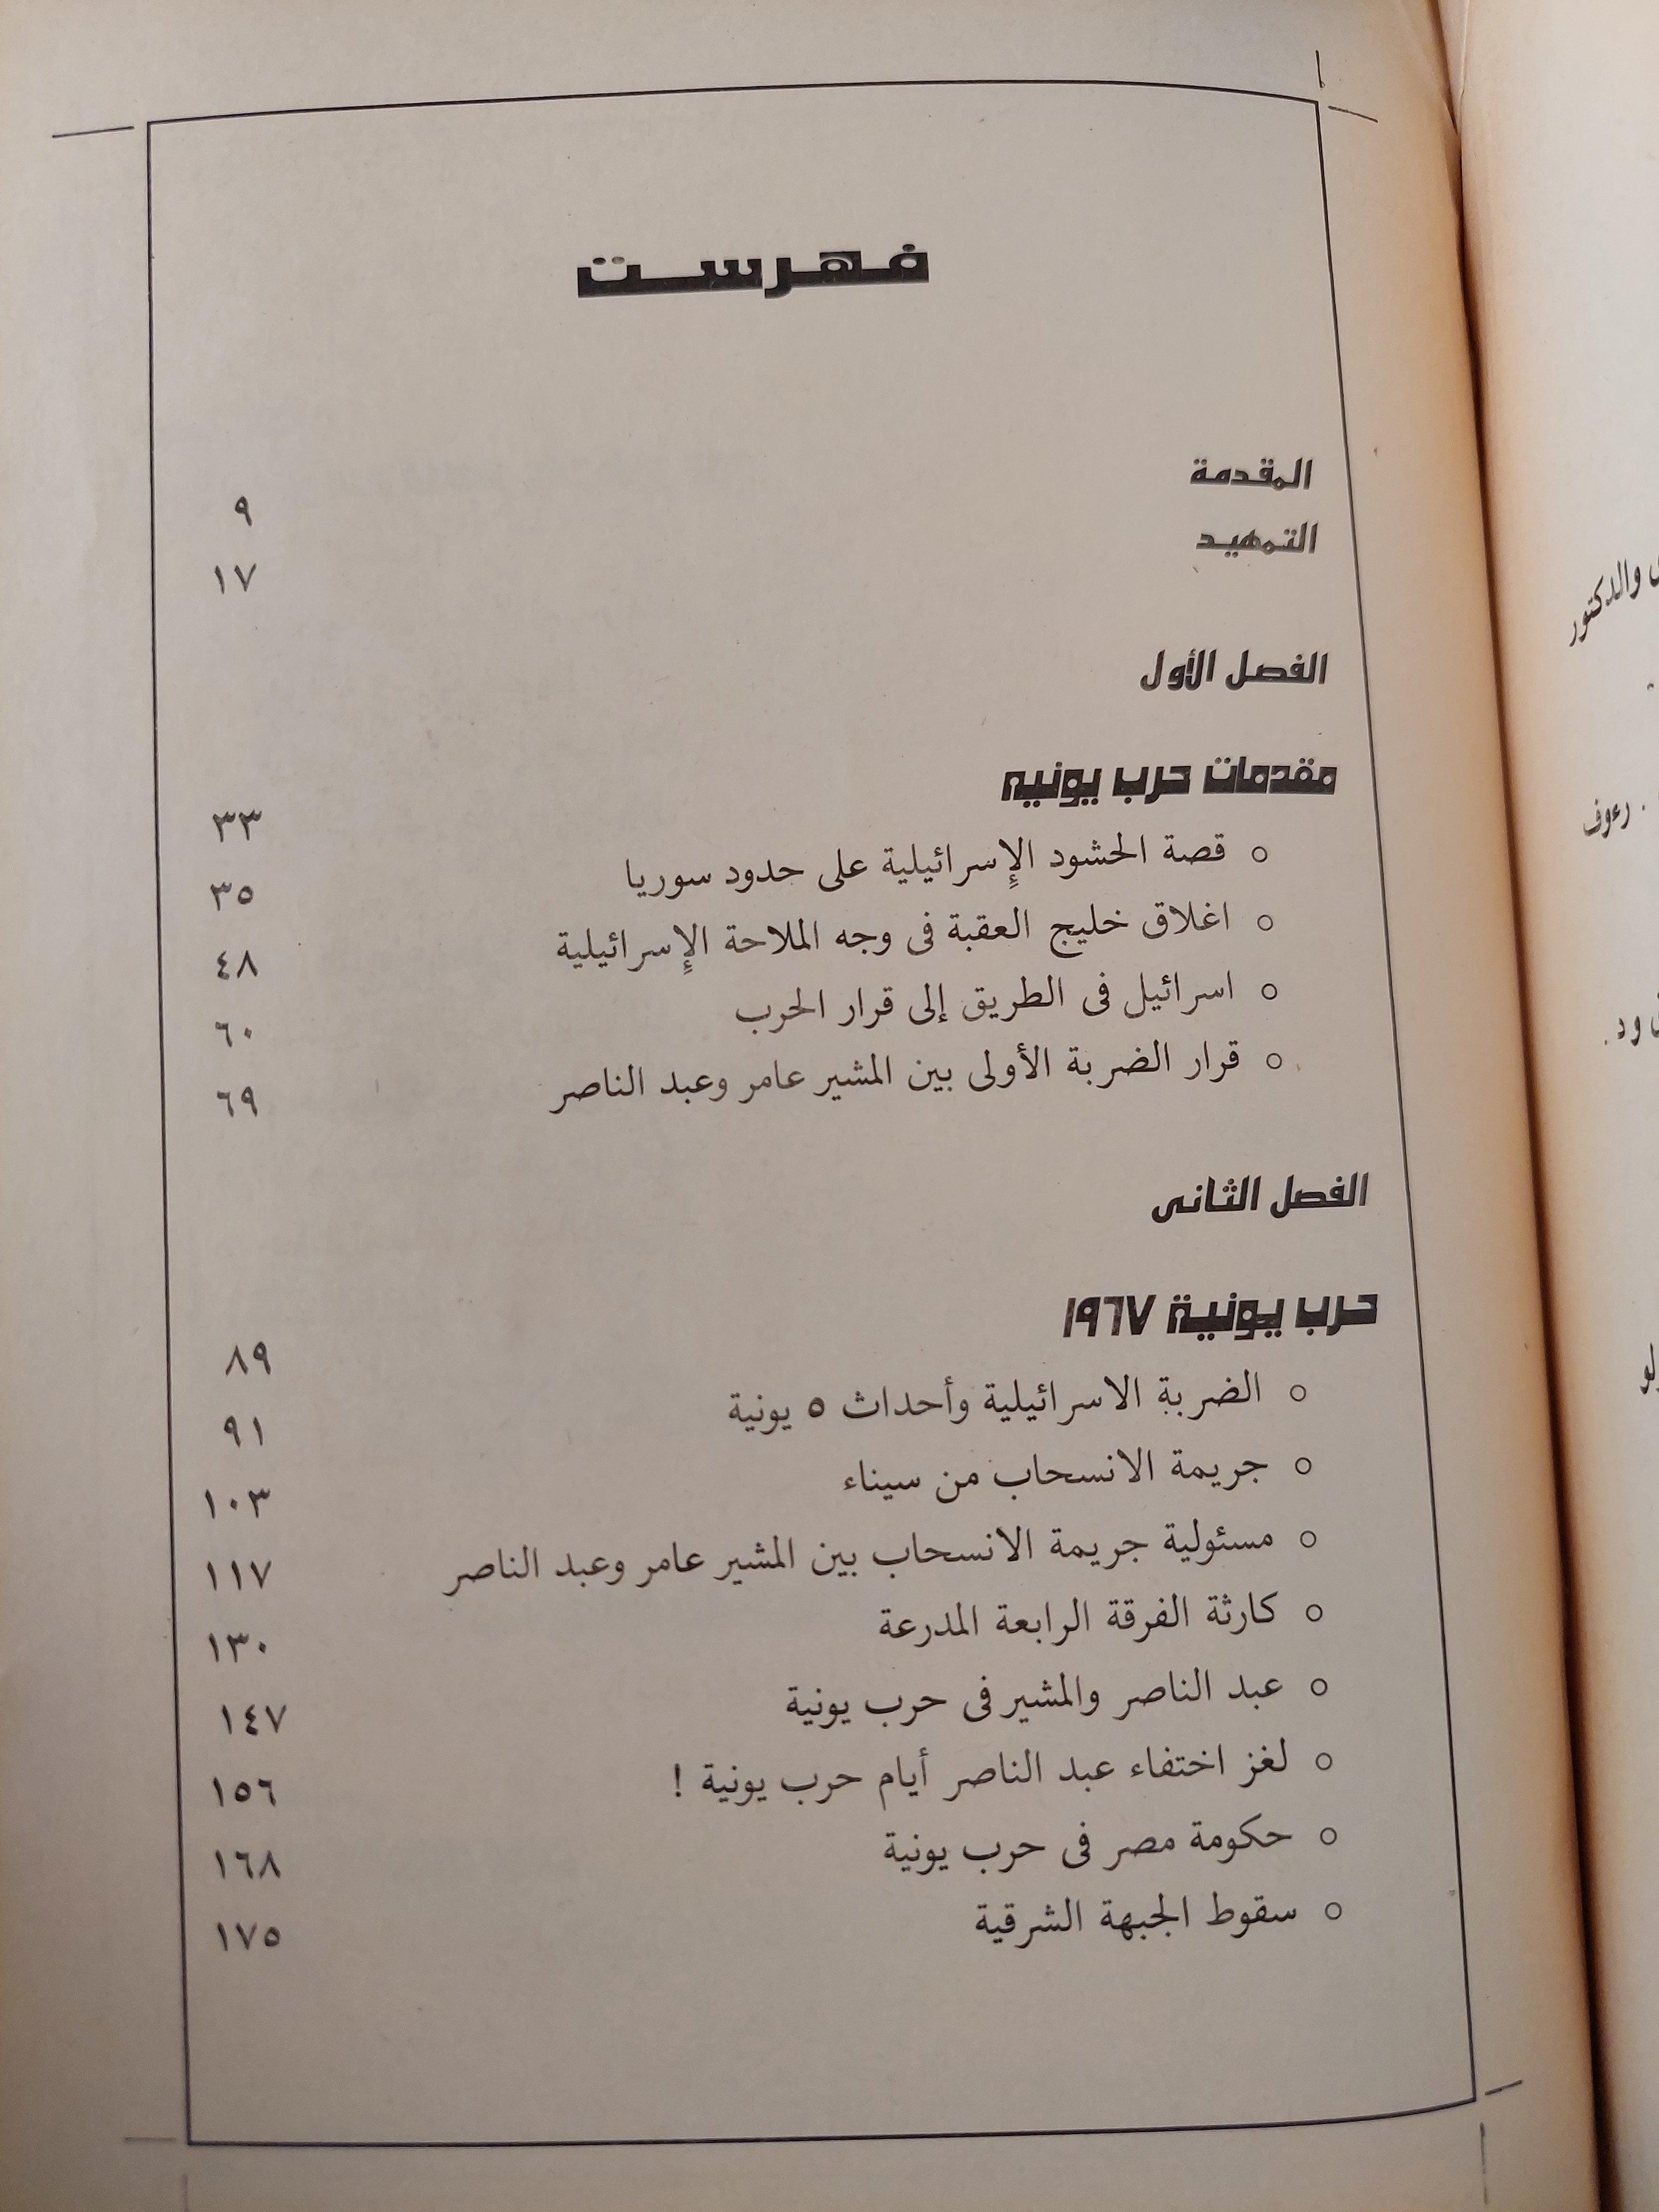 فهرست
المقدمة ٩
التمهيد ١٧
الفصل الأول
مقدمات حرب يونيه ٣٣
○ قصة الحشود الإسرائيلية على حدود سوريا ٣٥
○ اغلاق خليج العقبة فى وجه الملاحة الإسرائيلية ٤٨
○ اسرائيل فى الطريق إلى قرار الحرب ٦٠
○ قرار الضربة الأولى بين المشير عامر وعبد الناصر ٦٩
الفصل الثانى
حرب يونية ١٩٦٧ ٨٩
○ الضربة الاسرائيلية وأحداث ٥ يونية ٩١
○ جريمة الانسحاب من سيناء ١٠٣
○ مسئولية جريمة الانسحاب بين المشير عامر وعبد الناصر ١١٧
○ كارثة الفرقة الرابعة المدرعة ١٣٠
○ عبد الناصر والمشير فى حرب يونية ١٤٧
○ لغز اختفاء عبد الناصر أيام حرب يونية ! ١٥٦
○ حكومة مصر فى حرب يونية ١٦٨
○ سقوط الجبهة الشرقية ١٧٥
والدكتور
. رءوف
ود .